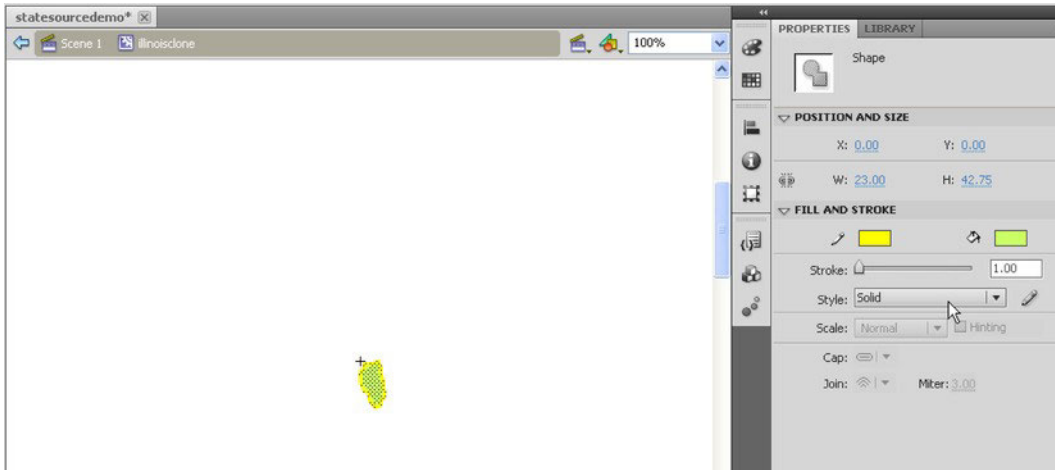 statesourcedemo*
Scene 1 illinoisclone 100%
PROPERTIES LIBRARY
Shape
POSITION AND SIZE
X: 0.00 Y: 0.00
W: 23.00 H: 42.75
FILL AND STROKE
Stroke: 1.00
Style: Solid
Scale: Normal Hinting
Cap:
Join: Miter: 3.00